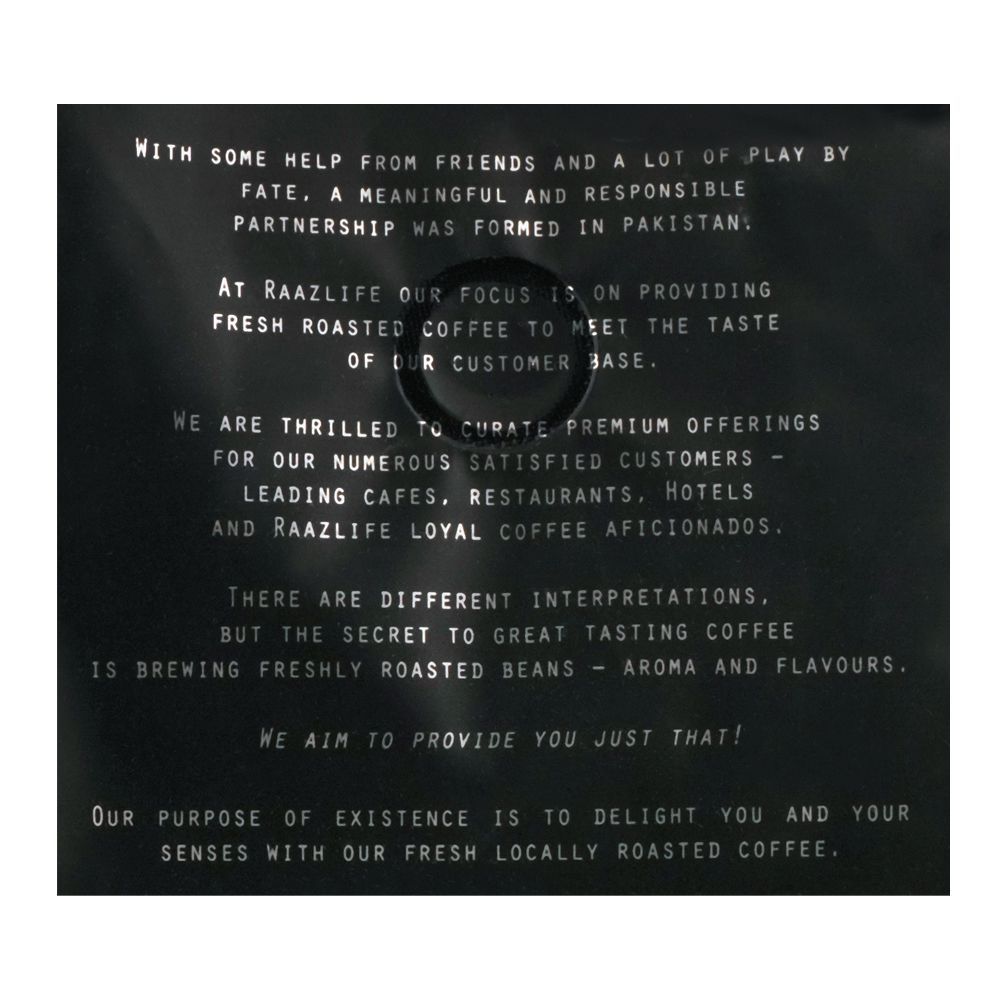 With some help from friends and a lot of play by
fate, a meaningful and responsible
partnership was formed in Pakistan.
At Raazlife our focus is on providing
fresh roasted coffee to meet the taste
of our customer base.
We are thrilled to curate premium offerings
for our numerous satisfied customers –
leading cafes, restaurants, Hotels
and Raazlife loyal coffee aficionados.
There are different interpretations,
but the secret to great tasting coffee
is brewing freshly roasted beans – aroma and flavours.
We aim to provide you just that!
Our purpose of existence is to delight you and your
senses with our fresh locally roasted coffee.